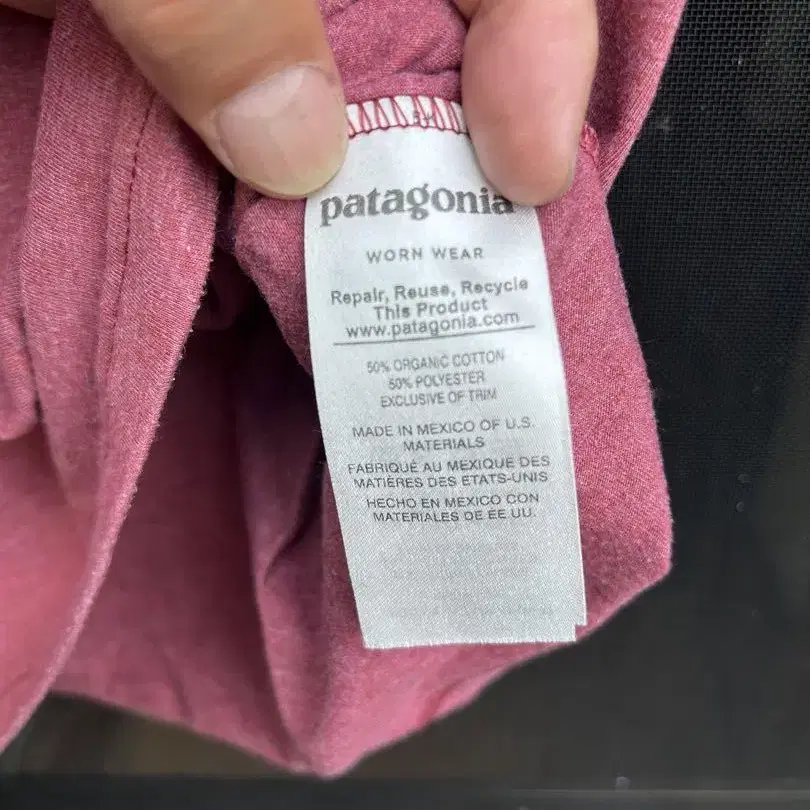 patagonia
WORN WEAR
Repair, Reuse, Recycle
This Product
www.patagonia.com
50% ORGANIC COTTON
50% POLYESTER
EXCLUSIVE OF TRIM
MADE IN MEXICO OF U.S.
MATERIALS
FABRIQUÉ AU MEXIQUE DES
MATIÈRES DES ETATS-UNIS
HECHO EN MEXICO CON
MATERIALES DE EE UU.